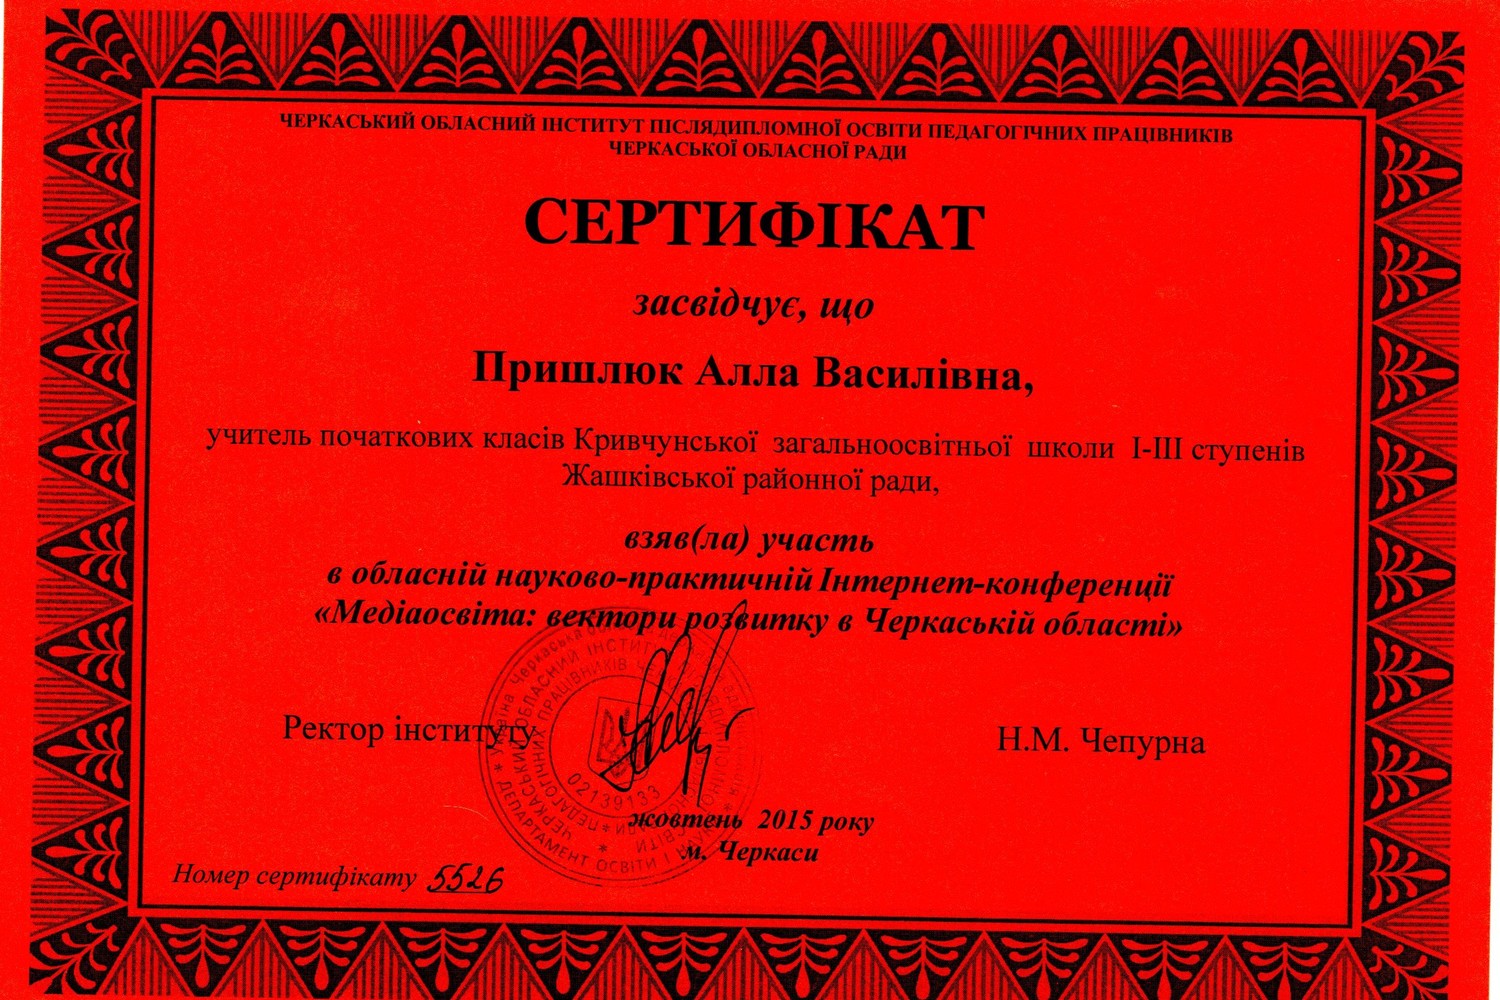 ЧЕРКАСЬКИЙ ОБЛАСНИЙ ІНСТИТУТ ПІСЛЯДИПЛОМНОЇ ОСВІТИ ПЕДАГОГІЧНИХ ПРАЦІВНИКІВ
ЧЕРКАСЬКОЇ ОБЛАСНОЇ РАДИ
СЕРТИФІКАТ
засвідчує, що
Пришлюк Алла Василівна,
учитель початкових класів Кривчунської загальноосвітньої школи І-ІІІ ступенів
Жашківської районної ради,
взяв(ла) участь
в обласній науково-практичній Інтернет-конференції
«Медіаосвіта: вектори розвитку в Черкаській області»
Ректор інституту
Н.М. Чепурна
02139133
жовтень 2015 року
м. Черкаси
Номер сертифікату 5526